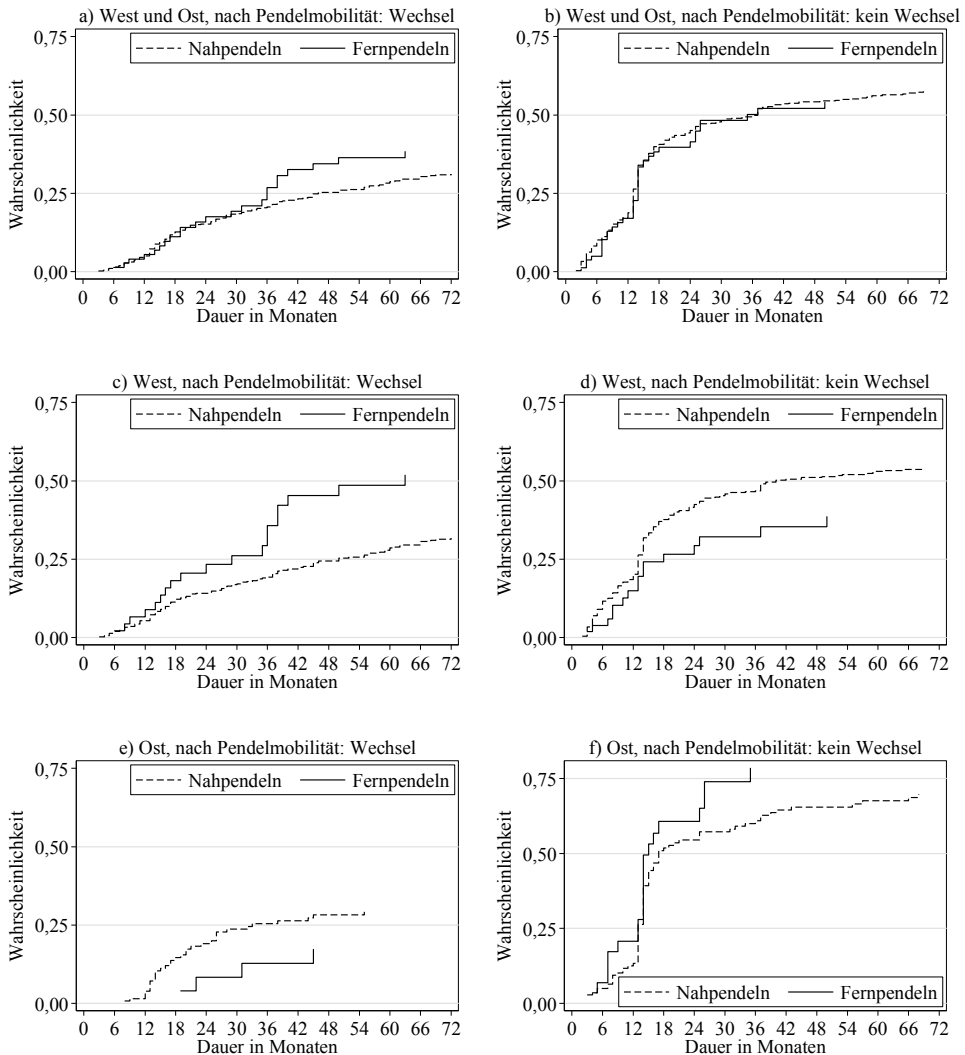 a) West und Ost, nach Pendelmobilität: Wechsel
Nahpendeln Fernpendeln
Wahrscheinlichkeit
0,75
0,50
0,25
0,00
0 6 12 18 24 30 36 42 48 54 60 66 72
Dauer in Monaten
b) West und Ost, nach Pendelmobilität: kein Wechsel
Nahpendeln Fernpendeln
Wahrscheinlichkeit
0,75
0,50
0,25
0,00
0 6 12 18 24 30 36 42 48 54 60 66 72
Dauer in Monaten
c) West, nach Pendelmobilität: Wechsel
Nahpendeln Fernpendeln
Wahrscheinlichkeit
0,75
0,50
0,25
0,00
0 6 12 18 24 30 36 42 48 54 60 66 72
Dauer in Monaten
d) West, nach Pendelmobilität: kein Wechsel
Nahpendeln Fernpendeln
Wahrscheinlichkeit
0,75
0,50
0,25
0,00
0 6 12 18 24 30 36 42 48 54 60 66 72
Dauer in Monaten
e) Ost, nach Pendelmobilität: Wechsel
Nahpendeln Fernpendeln
Wahrscheinlichkeit
0,75
0,50
0,25
0,00
0 6 12 18 24 30 36 42 48 54 60 66 72
Dauer in Monaten
f) Ost, nach Pendelmobilität: kein Wechsel
Wahrscheinlichkeit
0,75
0,50
0,25
0,00
Nahpendeln Fernpendeln
0 6 12 18 24 30 36 42 48 54 60 66 72
Dauer in Monaten